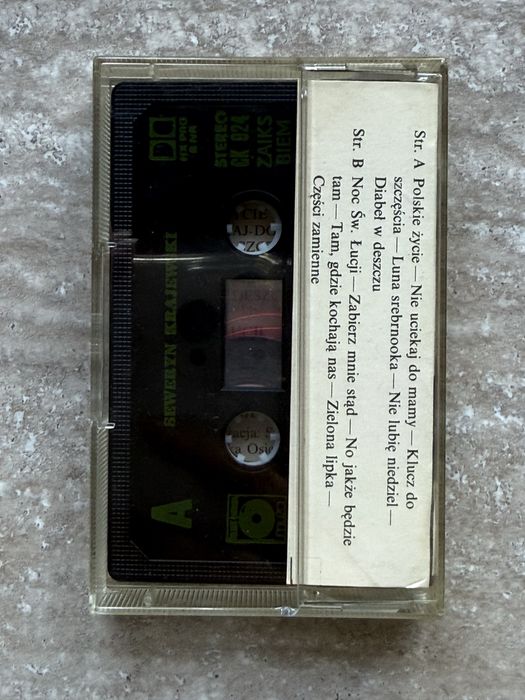 Str. A Polskie życie — Nie uciekaj do mamy — Klucz do
szczęścia — Luna srebrnooka — Nie lubię niedziel —
Diabeł w deszczu
Str. B Noc Św. Łucji — Zabierz mnie stąd — No jakże będzie
tam — Tam, gdzie kochają nas — Zielona lipka —
Części zamienne
STEREO
CK 824
ZAIKS
BIEM
SEWERYN KRAJEWSKI
A